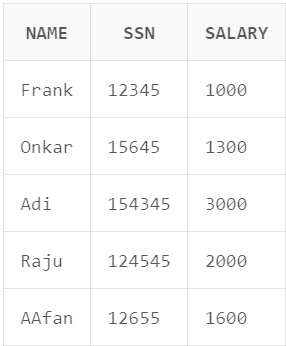 NAME SSN SALARY
Frank 12345 1000
Onkar 15645 1300
Adi 154345 3000
Raju 124545 2000
AAfan 12655 1600